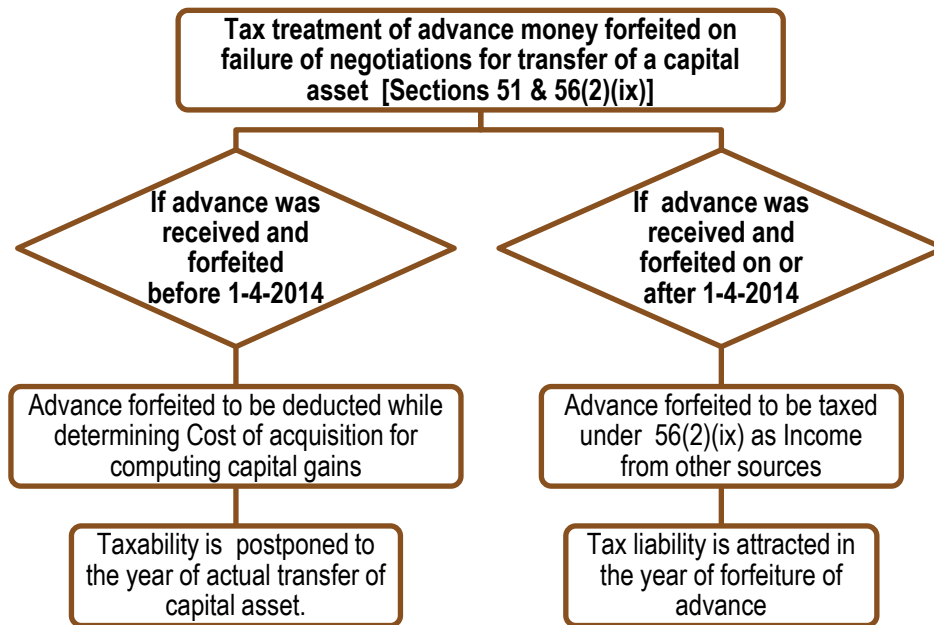 Tax treatment of advance money forfeited on
failure of negotiations for transfer of a capital
asset [Sections 51 & 56(2)(ix)]
If advance was
received and
forfeited
before 1-4-2014
If advance was
received and
forfeited on or
after 1-4-2014
Advance forfeited to be deducted while
determining Cost of acquisition for
computing capital gains
Advance forfeited to be taxed
under 56(2)(ix) as Income
from other sources
Taxability is postponed to
the year of actual transfer of
capital asset.
Tax liability is attracted in
the year of forfeiture of
advance